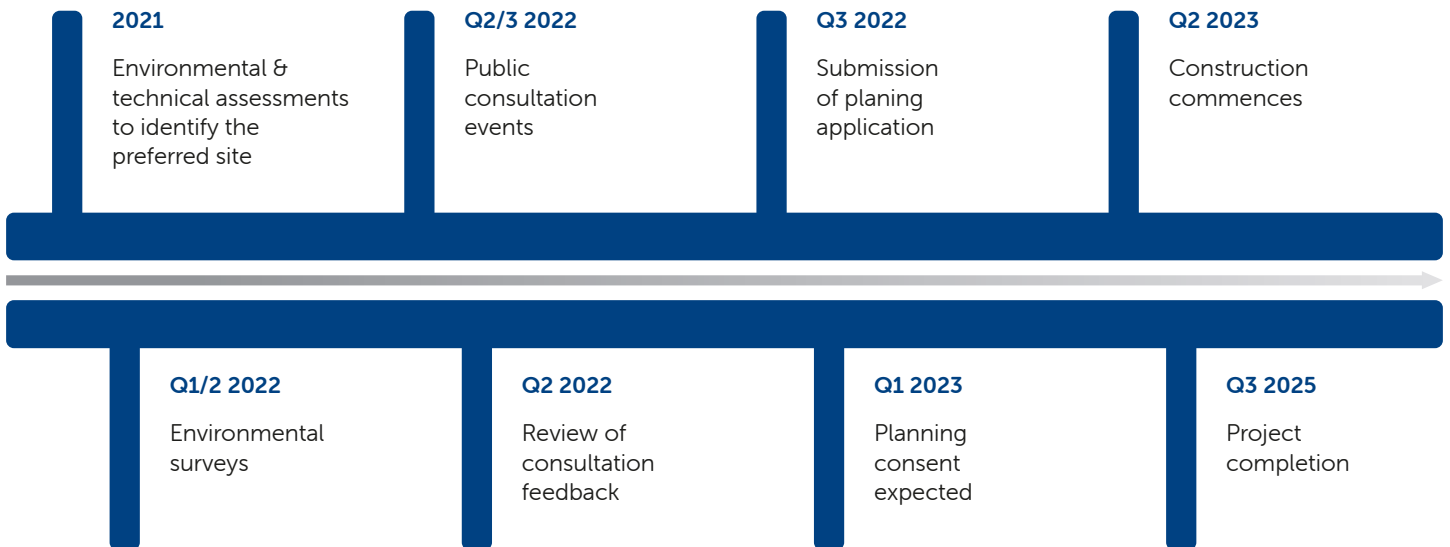 2021
Environmental &
technical assessments
to identify the
preferred site
Q1/2 2022
Environmental
surveys
Q2/3 2022
Public
consultation
events
Q2 2022
Review of
consultation
feedback
Q3 2022
Submission
of planing
application
Q1 2023
Planning
consent
expected
Q2 2023
Construction
commences
Q3 2025
Project
completion